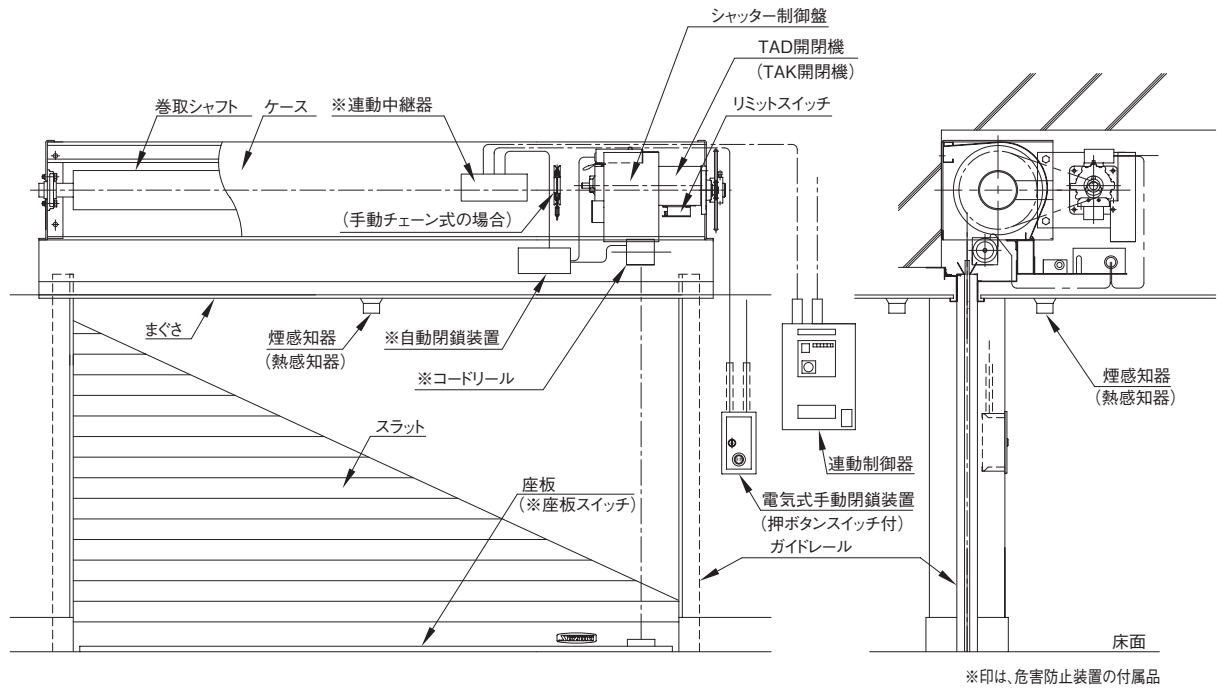 シャッター制御盤
TAD開閉機
(TAK開閉機)
リミットスイッチ
巻取シャフト
ケース
※連動中継器
(手動チェーン式の場合)
まぐさ
煙感知器
(熱感知器)
※自動閉鎖装置
※コードリール
スラット
座板
(※座板スイッチ)
連動制御器
電気式手動閉鎖装置
(押ボタンスイッチ付)
ガイドレール
煙感知器
(熱感知器)
床面
※印は、危害防止装置の付属品